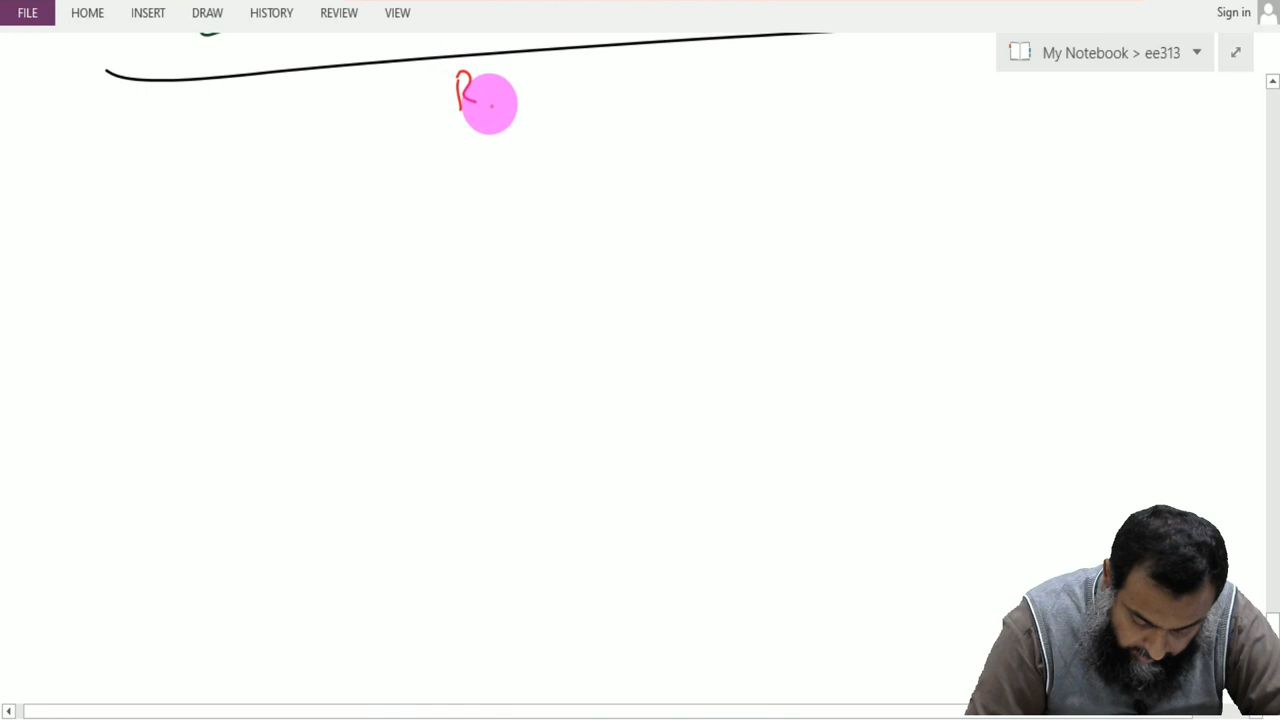 FILE HOME INSERT DRAW HISTORY REVIEW VIEW Sign in
My Notebook > ee313
R